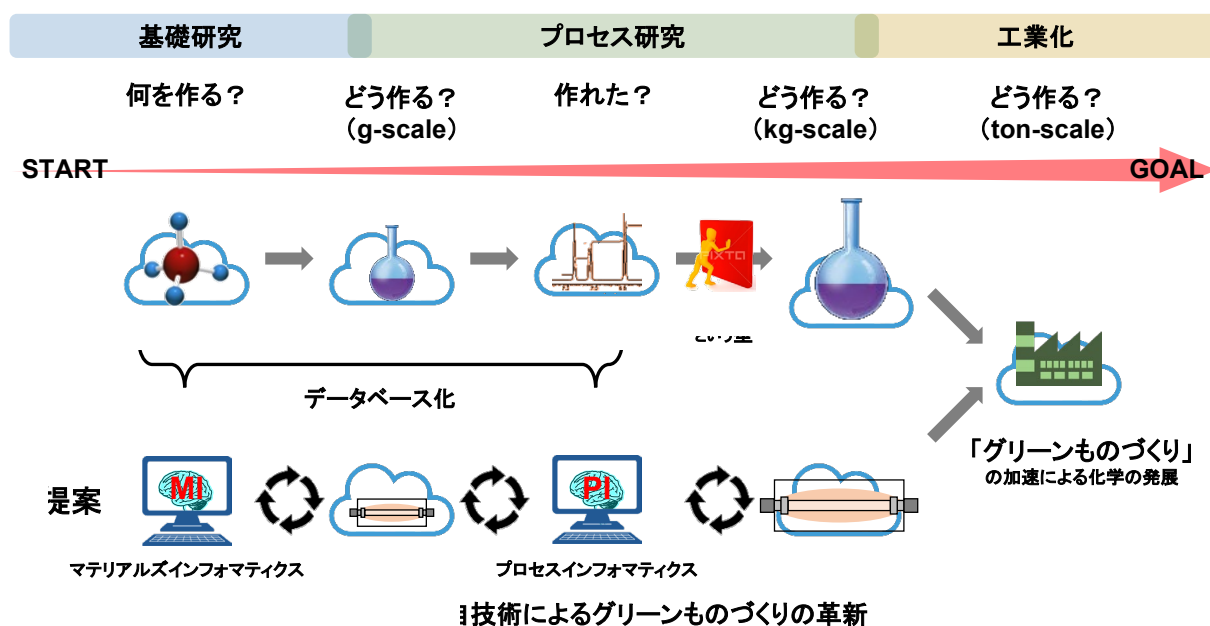 基礎研究
プロセス研究
工業化
何を作る？
どう作る？
(g-scale)
作れた？
どう作る？
(kg-scale)
どう作る？
(ton-scale)
START
GOAL
データベース化
「グリーンものづくり」
の加速による化学の発展
提案
MI
PI
マテリアルズインフォマティクス
プロセスインフォマティクス
技術によるグリーンものづくりの革新